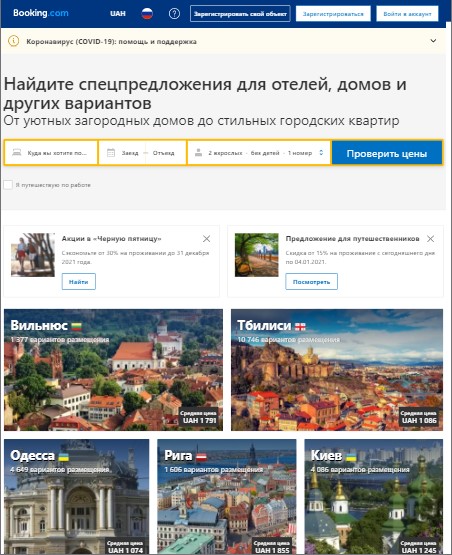 Booking.com UAH ? Зарегистрировать свой объект Зарегистрироваться Войти в аккаунт
Коронавирус (COVID-19): помощь и поддержка
Найдите спецпредложения для отелей, домов и
других вариантов
От уютных загородных домов до стильных городских квартир
Куда вы хотите по... Заезд — Отъезд 2 взрослых · без детей · 1 номер Проверить цены
Я путешествую по работе
Акции в «Черную пятницу»
Сэкономьте от 30% на проживании до 31 декабря
2021 года.
Найти
Предложение для путешественников
Скидка от 15% на проживание с сегодняшнего дня
по 04.01.2021.
Посмотреть
Вильнюс
1 377 вариантов размещения
Средняя цена
UAH 1 791
Тбилиси
10 746 вариантов размещения
Средняя цена
UAH 1 086
Одесса
4 649 вариантов размещения
Средняя цена
UAH 1 074
Рига
1 606 вариантов размещения
Средняя цена
UAH 1 855
Киев
4 086 вариантов размещения
Средняя цена
UAH 1 245